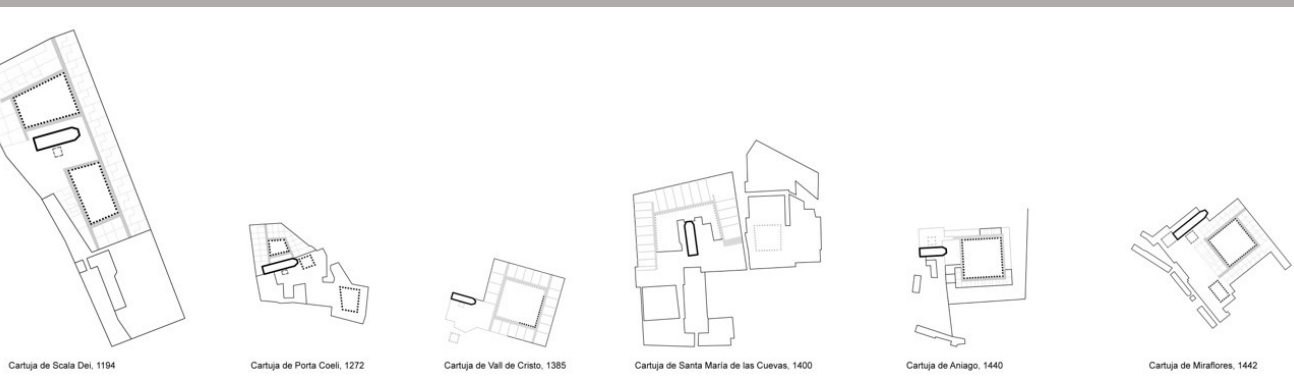 Cartuja de Scala Dei, 1194
Cartuja de Porta Coeli, 1272
Cartuja de Vall de Cristo, 1385
Cartuja de Santa María de las Cuevas, 1400
Cartuja de Aniago, 1440
Cartuja de Miraflores, 1442